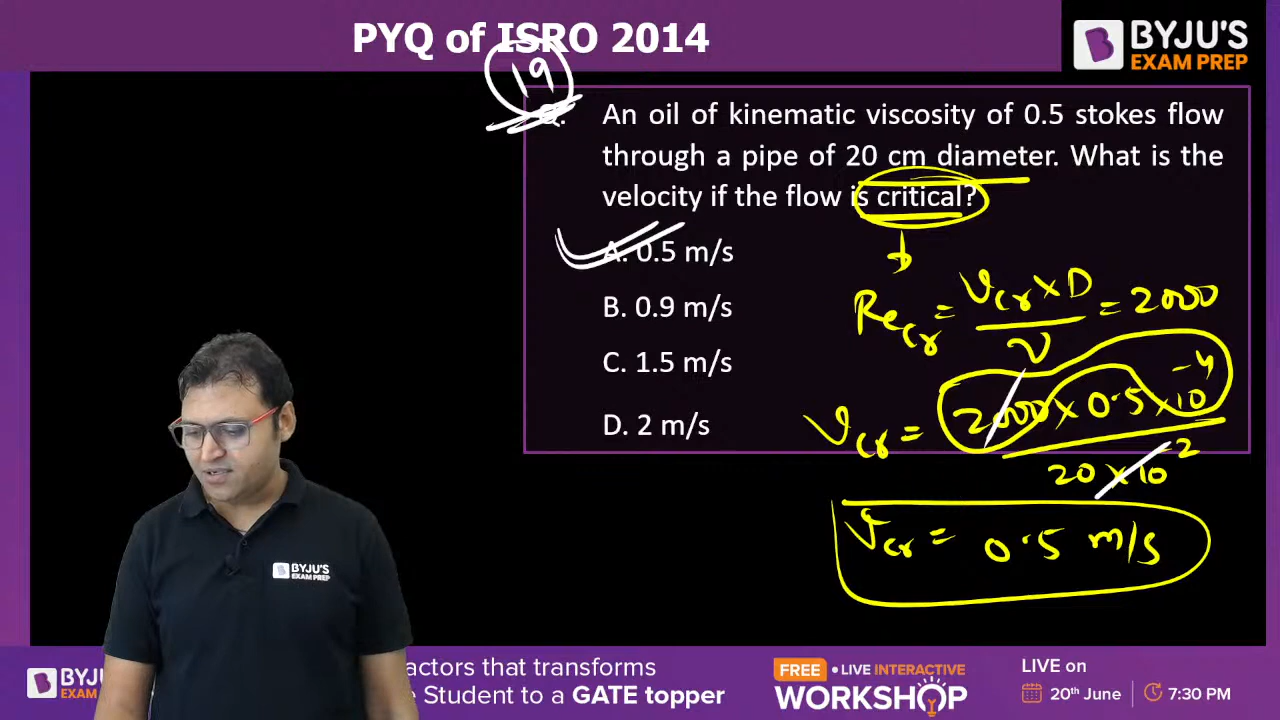 PYQ of ISRO 2014
BYJU'S
EXAM PREP
19
Q. An oil of kinematic viscosity of 0.5 stokes flow
through a pipe of 20 cm diameter. What is the
velocity if the flow is critical?
A. 0.5 m/s
B. 0.9 m/s
C. 1.5 m/s
D. 2 m/s
Re_cr = V_cr × D / ν = 2000
V_cr = 2000 × 0.5 × 10^-4 / 20 × 10^-2
V_cr = 0.5 m/s
BYJU'S
EXAM PREP
BYJU
EXAM
actors that transforms
e Student to a GATE topper
FREE • LIVE INTERACTIVE
WORKSHOP
LIVE on
20th June
7:30 PM